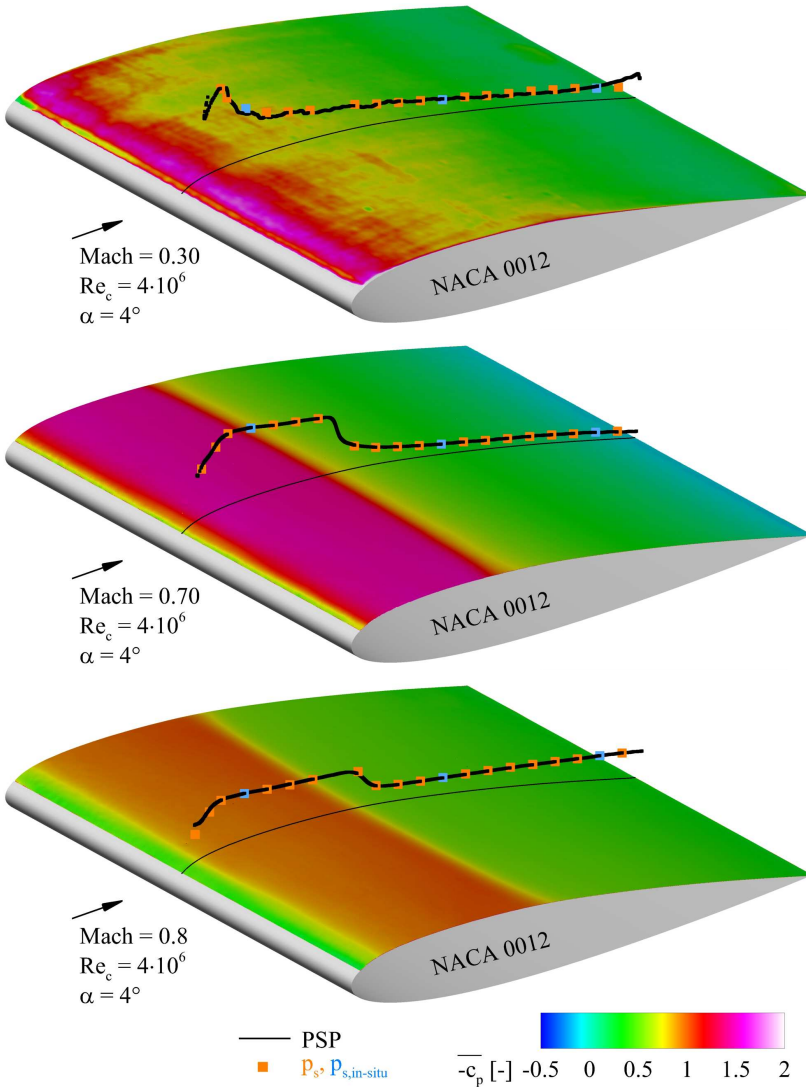 NACA 0012
Mach = 0.30
Re_c = 4·10^6
α = 4°
NACA 0012
Mach = 0.70
Re_c = 4·10^6
α = 4°
NACA 0012
Mach = 0.8
Re_c = 4·10^6
α = 4°
PSP
p_s, p_s,in-situ
-c_p [-] -0.5 0 0.5 1 1.5 2